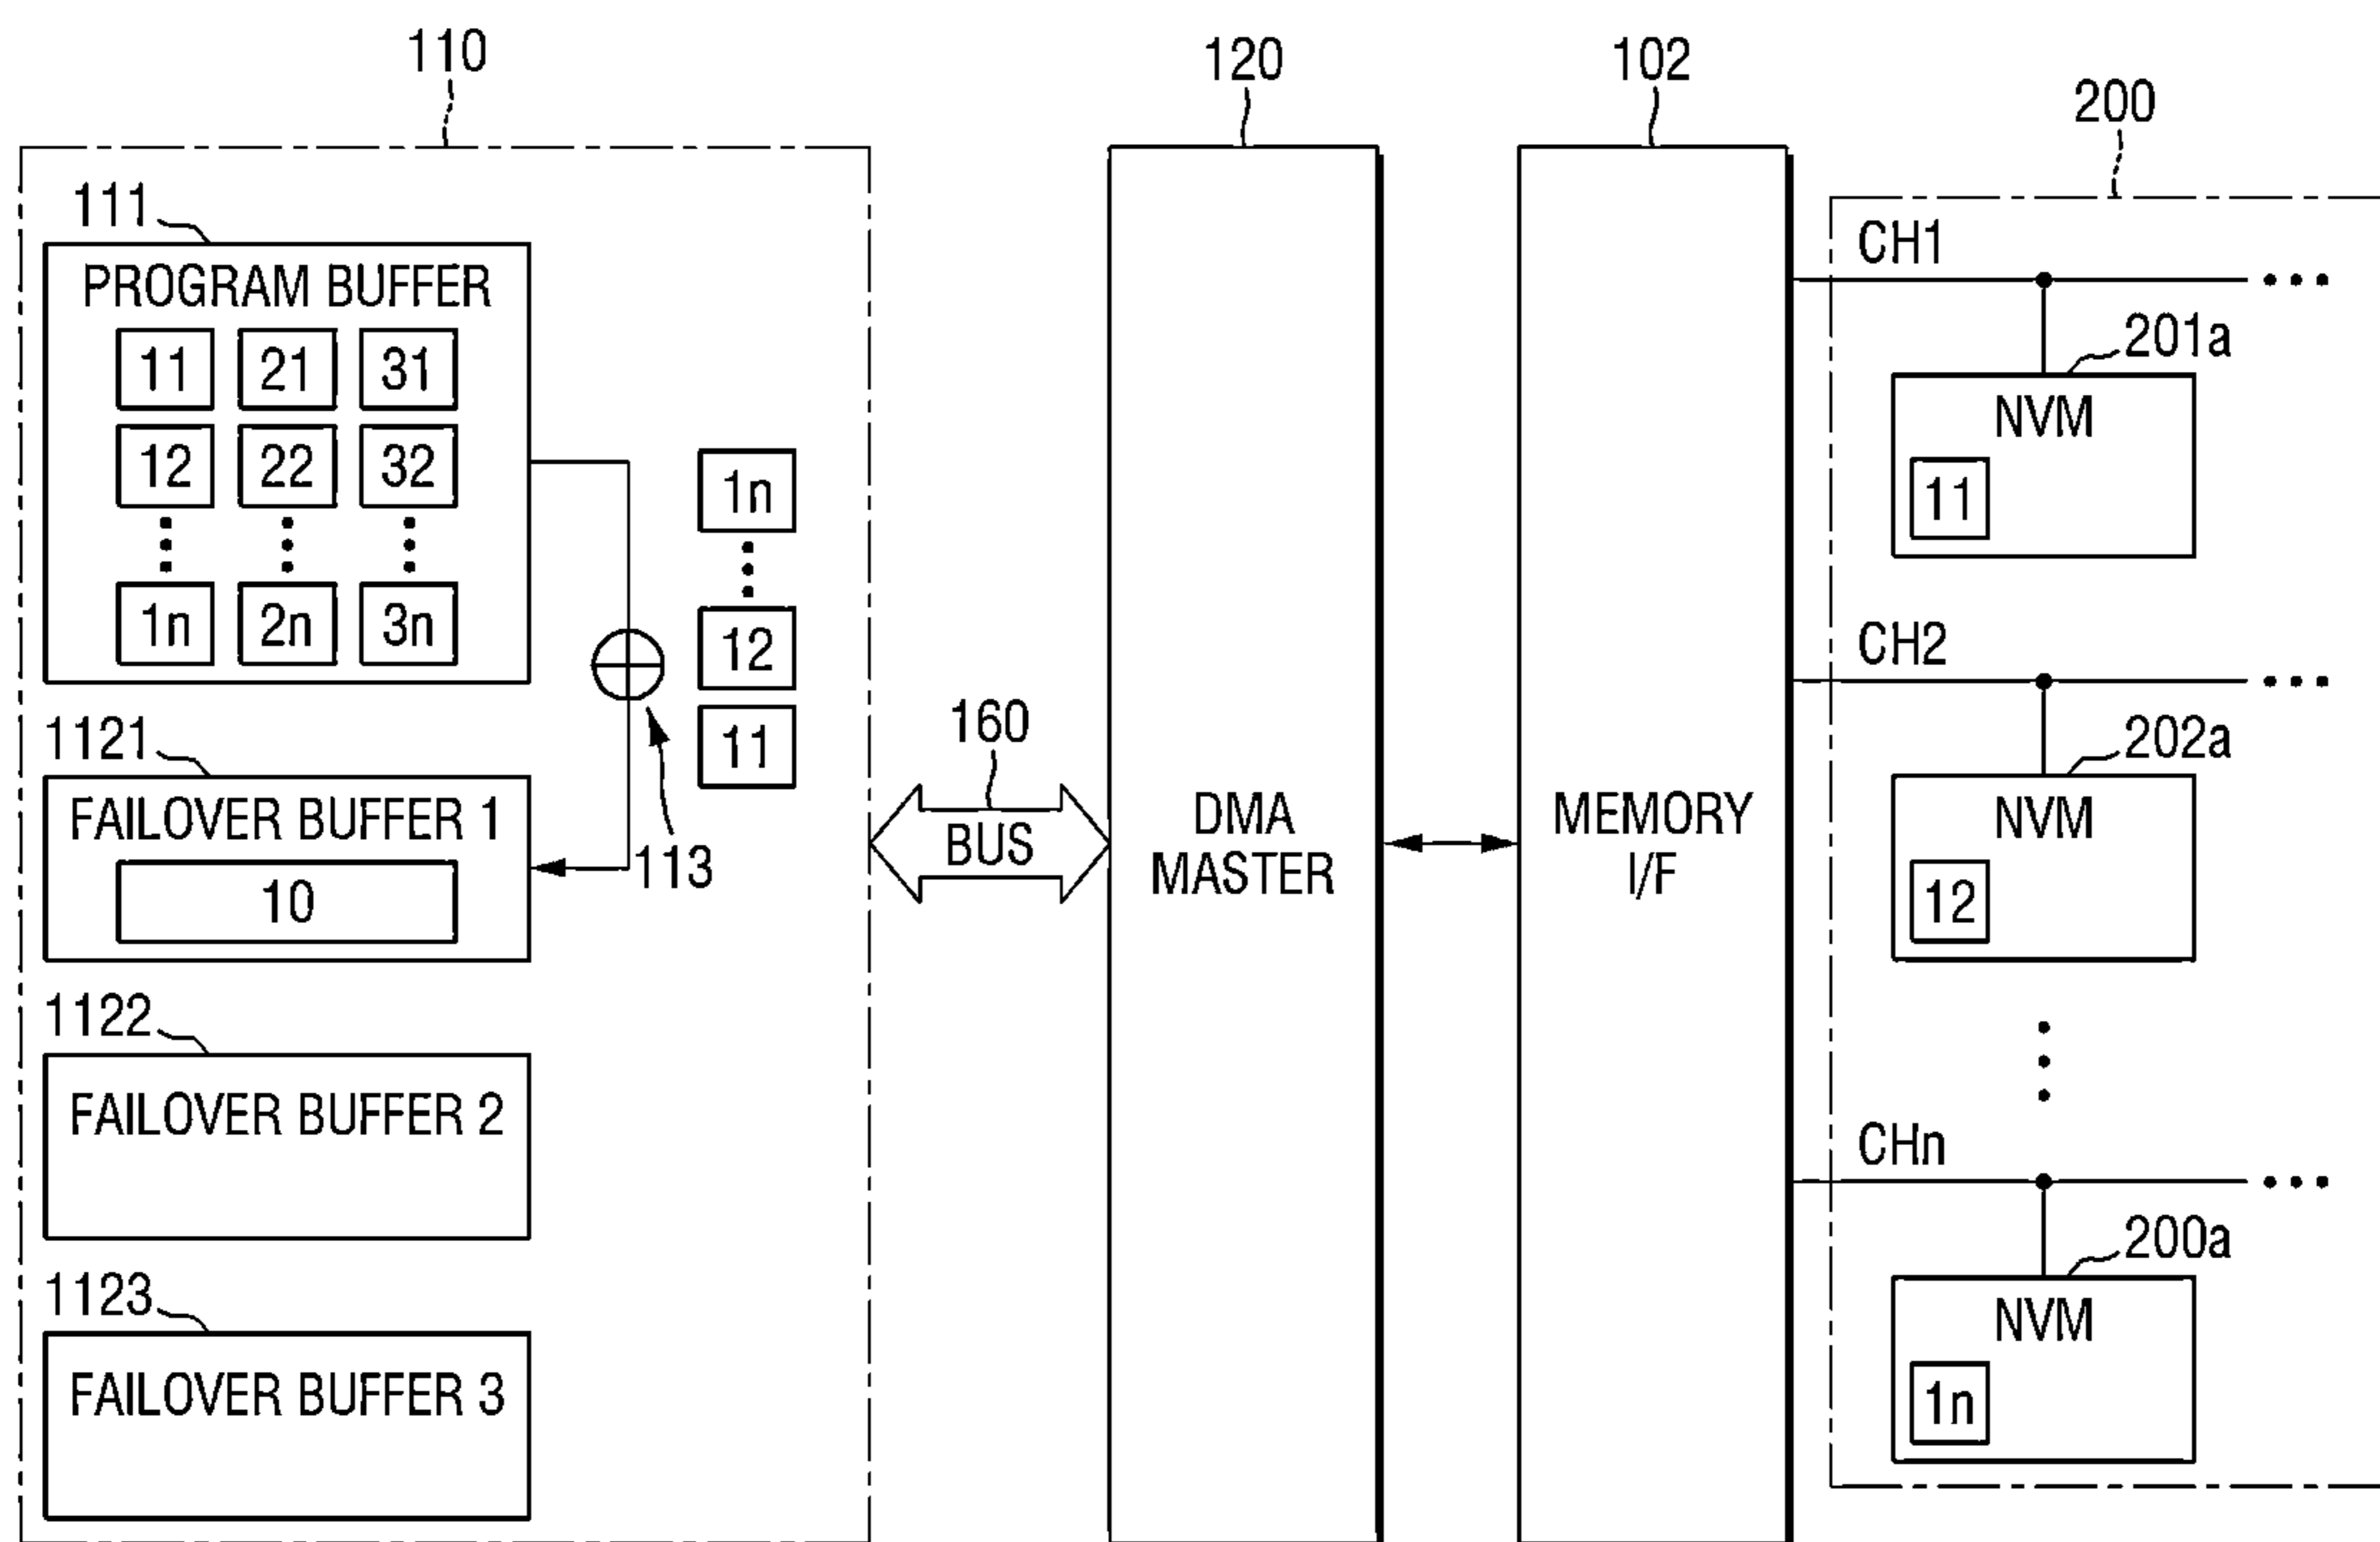 110
120
102
200
111
PROGRAM BUFFER
11 21 31
12 22 32
1n 2n 3n
1n
12
11
113
1121
FAILOVER BUFFER 1
10
1122
FAILOVER BUFFER 2
1123
FAILOVER BUFFER 3
160
BUS
DMA
MASTER
MEMORY
I/F
CH1
201a
NVM
11
CH2
202a
NVM
12
CHn
200a
NVM
1n